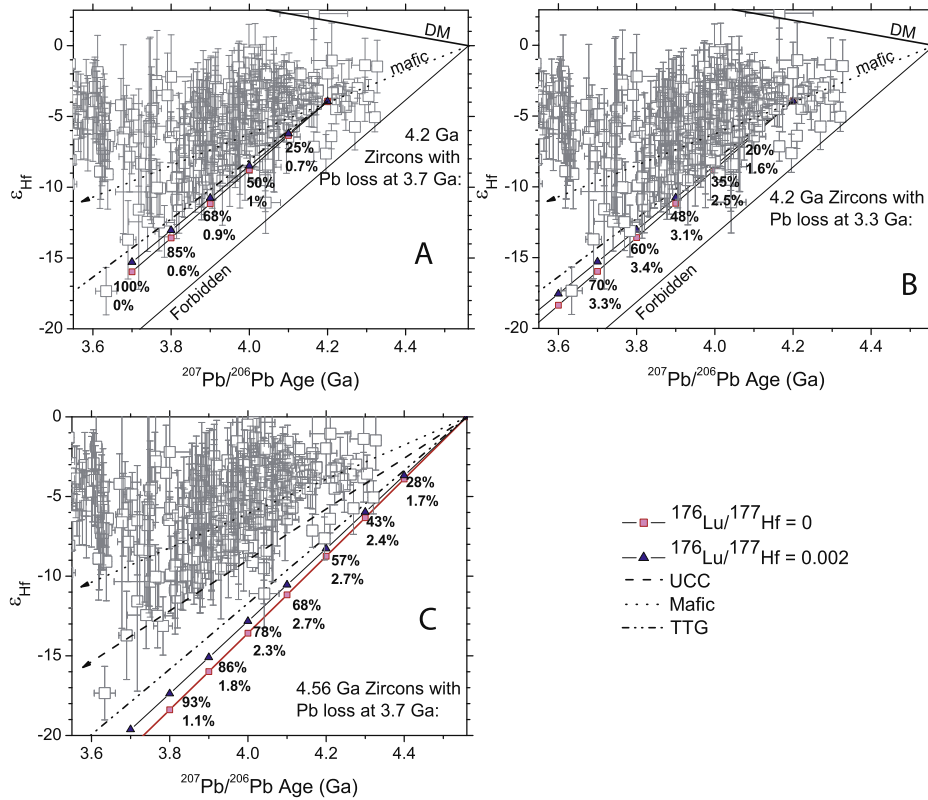 DM
mafic
0
-5
-10
-15
-20
εHf
25%
0.7%
50%
1%
68%
0.9%
85%
0.6%
100%
0%
4.2 Ga
Zircons with
Pb loss at 3.7 Ga:
A
Forbidden
3.6 3.8 4.0 4.2 4.4
²⁰⁷Pb/²⁰⁶Pb Age (Ga)
DM
mafic
0
-5
-10
-15
-20
εHf
20%
1.6%
35%
2.5%
48%
3.1%
60%
3.4%
70%
3.3%
4.2 Ga Zircons with
Pb loss at 3.3 Ga:
B
Forbidden
3.6 3.8 4.0 4.2 4.4
²⁰⁷Pb/²⁰⁶Pb Age (Ga)
0
-5
-10
-15
-20
εHf
28%
1.7%
43%
2.4%
57%
2.7%
68%
2.7%
78%
2.3%
86%
1.8%
93%
1.1%
C
4.56 Ga Zircons with
Pb loss at 3.7 Ga:
3.6 3.8 4.0 4.2 4.4
²⁰⁷Pb/²⁰⁶Pb Age (Ga)
¹⁷⁶Lu/¹⁷⁷Hf = 0
¹⁷⁶Lu/¹⁷⁷Hf = 0.002
UCC
Mafic
TTG